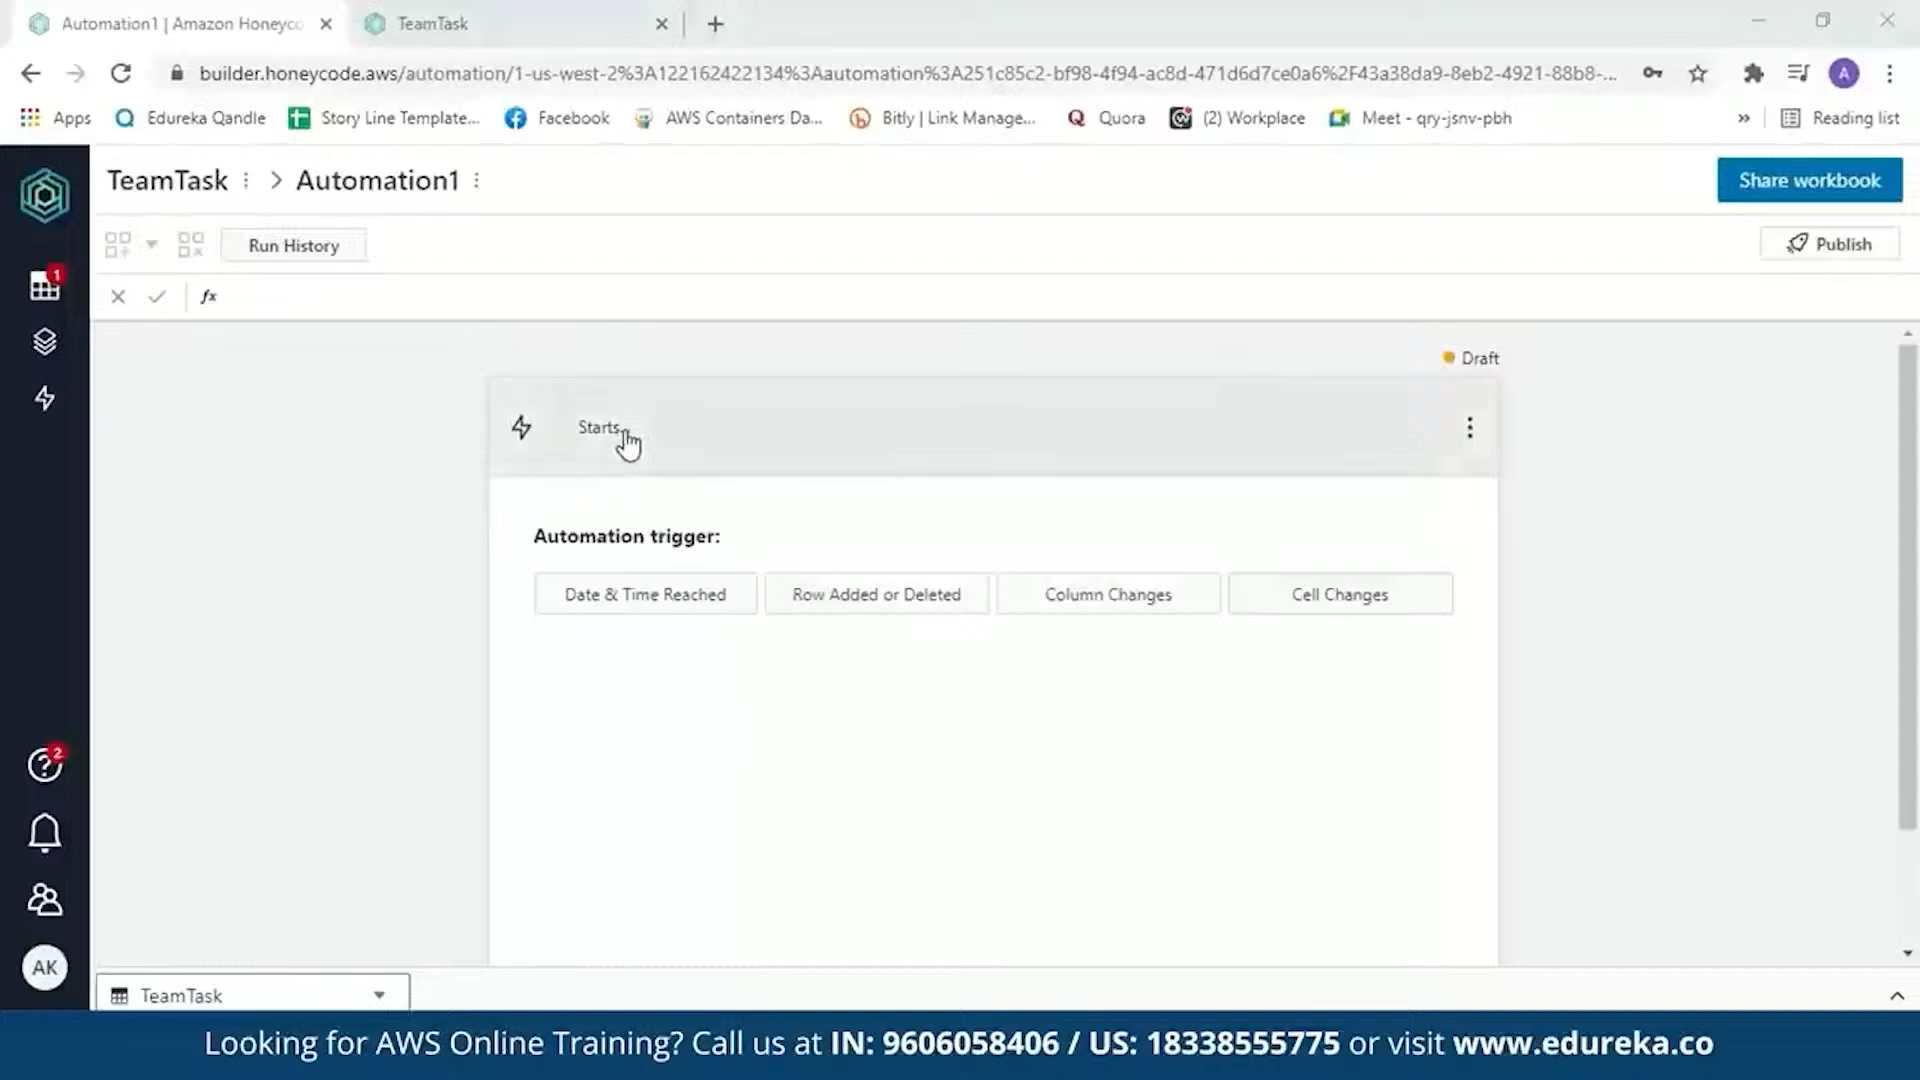 Automation1 | Amazon Honeyco
TeamTask
builder.honeycode.aws/automation/1-us-west-2%3A122162422134%3Aautomation%3A251c85c2-bf98-4f94-ac8d-471d6d7ce0a6%2F43a38da9-8eb2-4921-88b8-...
A
Apps
Edureka Qandle
Story Line Template...
Facebook
AWS Containers Da...
Bitly | Link Manage...
Quora
(2) Workplace
Meet - qry-jsnv-pbh
»
Reading list
TeamTask > Automation1
Share workbook
Run History
Publish
fx
1
Draft
Starts
Automation trigger:
Date & Time Reached
Row Added or Deleted
Column Changes
Cell Changes
2
AK
TeamTask
Looking for AWS Online Training? Call us at IN: 9606058406 / US: 18338555775 or visit www.edureka.co